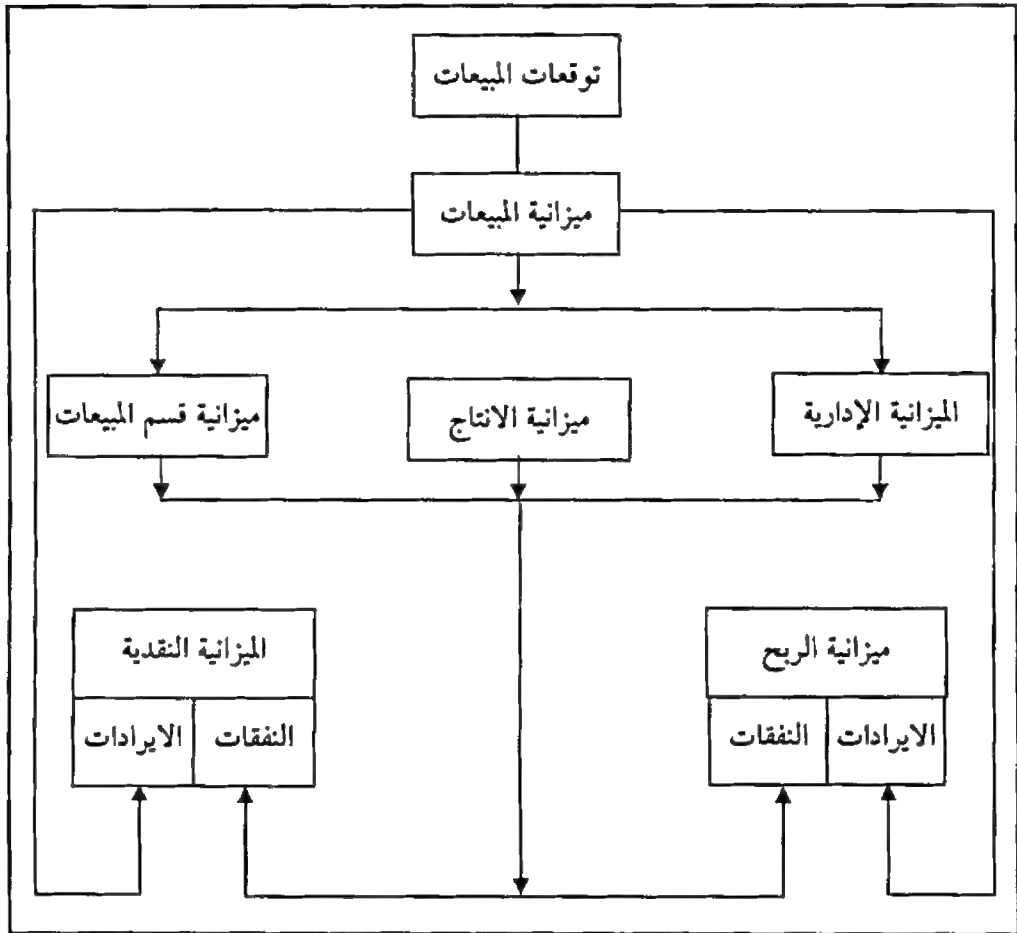 توقعات المبيعات
ميزانية المبيعات
الميزانية الإدارية
ميزانية الانتاج
ميزانية قسم المبيعات
ميزانية الربح
الايرادات
النفقات
الميزانية النقدية
النفقات
الايرادات